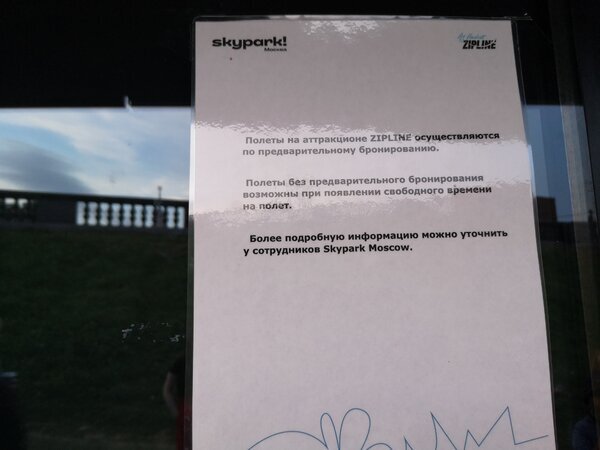 skypark!
Москва
ZIPLINE
Полеты на аттракционе ZIPLINE осуществляются
по предварительному бронированию.
Полеты без предварительного бронирования
возможны при появлении свободного времени
на полет.
Более подробную информацию можно уточнить
у сотрудников Skypark Moscow.